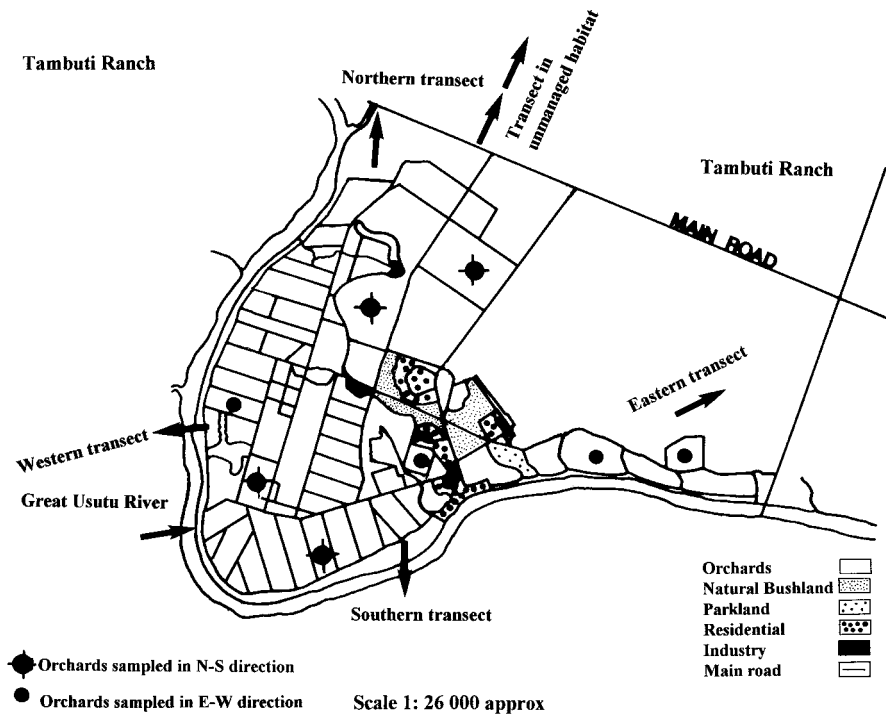 Tambuti Ranch
Northern transect
Transect in
unmanaged habitat
Tambuti Ranch
MAIN ROAD
Eastern transect
Western transect
Great Usutu River
Southern transect
Orchards
Natural Bushland
Parkland
Residential
Industry
Main road
Orchards sampled in N-S direction
Orchards sampled in E-W direction
Scale 1: 26 000 approx